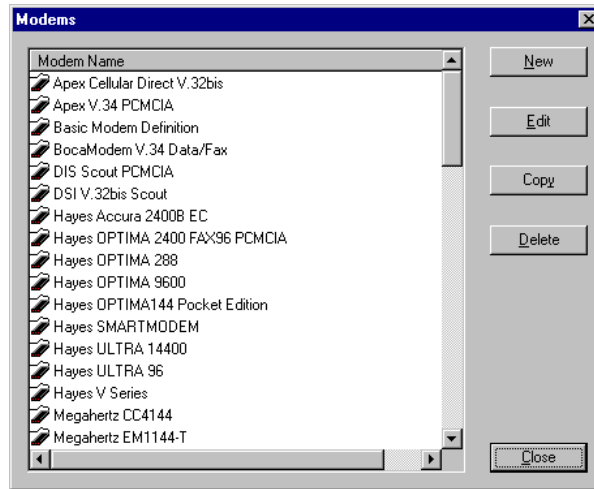 Modems
Modem Name
Apex Cellular Direct V.32bis
Apex V.34 PCMCIA
Basic Modem Definition
BocaModem V.34 Data/Fax
DIS Scout PCMCIA
DSI V.32bis Scout
Hayes Accura 2400B EC
Hayes OPTIMA 2400 FAX96 PCMCIA
Hayes OPTIMA 288
Hayes OPTIMA 9600
Hayes OPTIMA144 Pocket Edition
Hayes SMARTMODEM
Hayes ULTRA 14400
Hayes ULTRA 96
Hayes V Series
Megahertz CC4144
Megahertz EM1144-T
New
Edit
Copy
Delete
Close